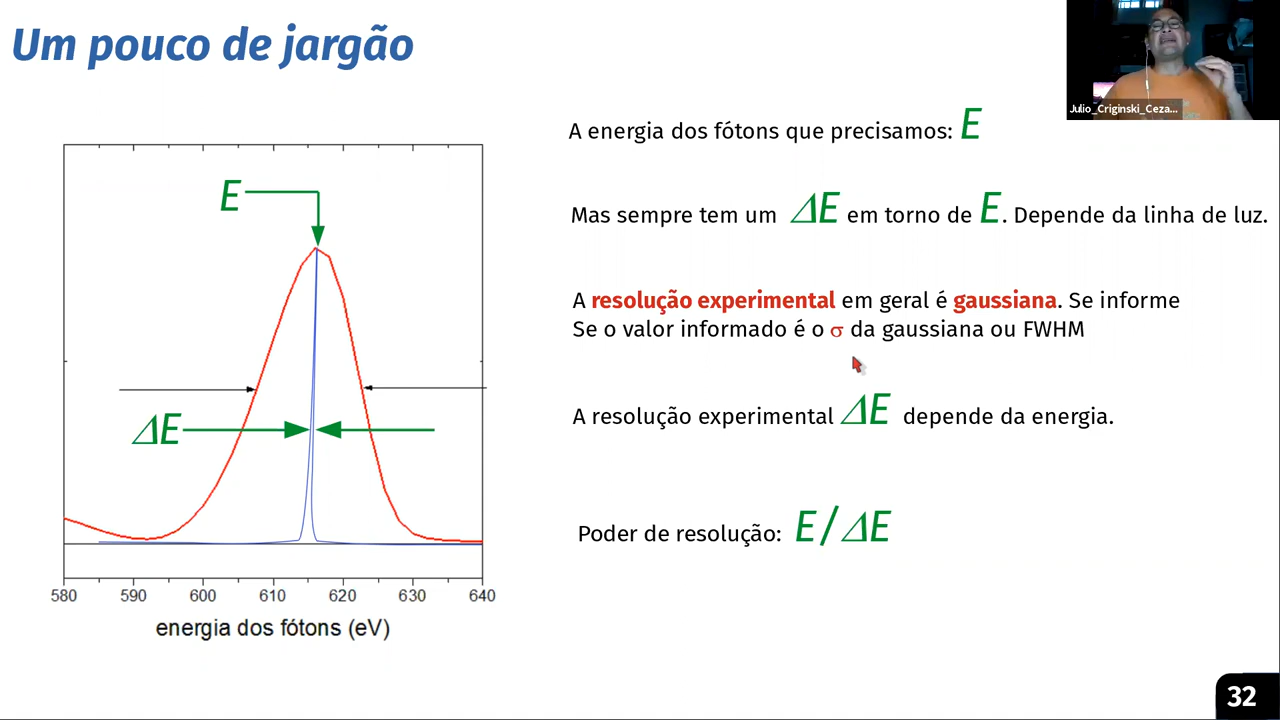 Um pouco de jargão
Julio_Criginski_Ceza...
A energia dos fótons que precisamos: E
Mas sempre tem um ΔE em torno de E. Depende da linha de luz.
A resolução experimental em geral é gaussiana. Se informe
Se o valor informado é o σ da gaussiana ou FWHM
A resolução experimental ΔE depende da energia.
Poder de resolução: E/ΔE
E
ΔE
580 590 600 610 620 630 640
energia dos fótons (eV)
32